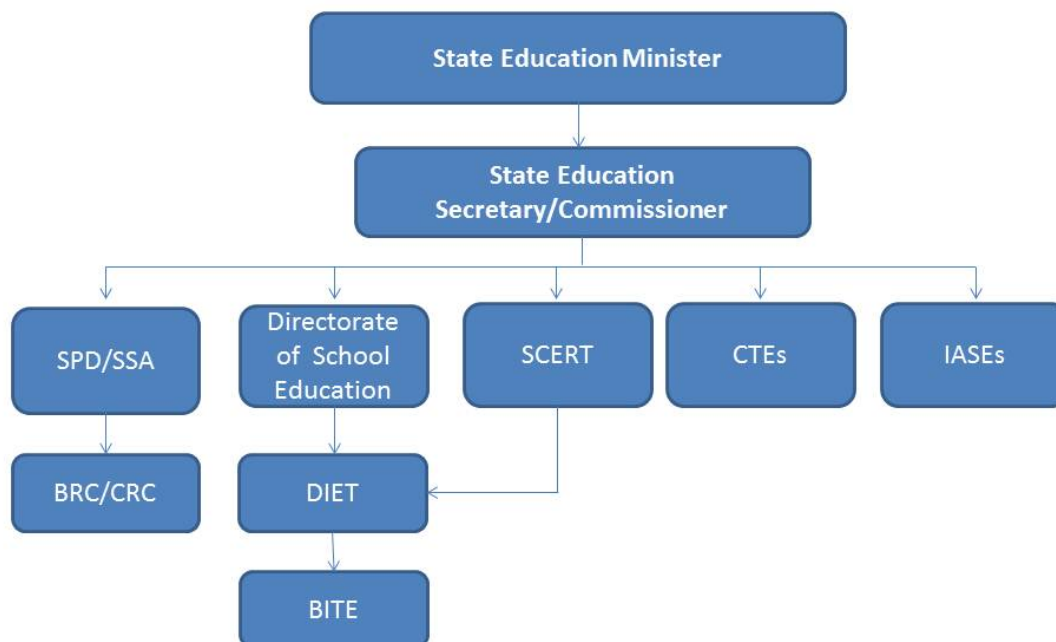 State Education Minister
State Education
Secretary/Commissioner
SPD/SSA
Directorate
of School
Education
SCERT
CTEs
IASEs
BRC/CRC
DIET
BITE